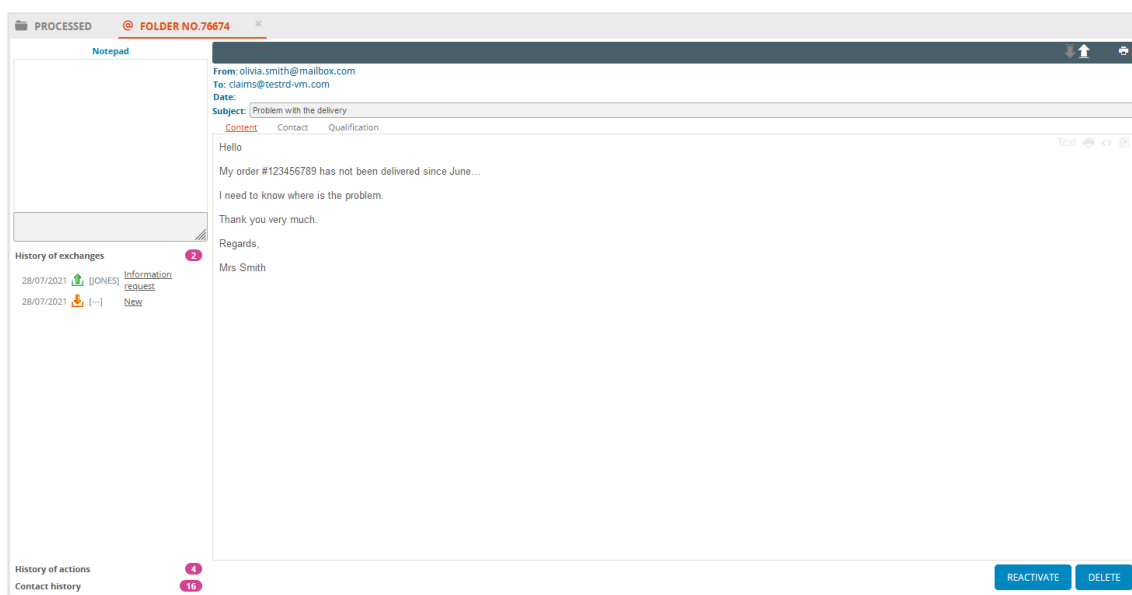 PROCESSED
@ FOLDER NO.76674 ×
Notepad
From: olivia.smith@mailbox.com
To: claims@testrd-vm.com
Date:
Subject: Problem with the delivery
Content Contact Qualification
Text
Hello
My order #123456789 has not been delivered since June...
I need to know where is the problem.
Thank you very much.
Regards,
Mrs Smith
History of exchanges 2
28/07/2021 [JONES] Information
request
28/07/2021 [---] New
History of actions 4
Contact history 16
REACTIVATE DELETE